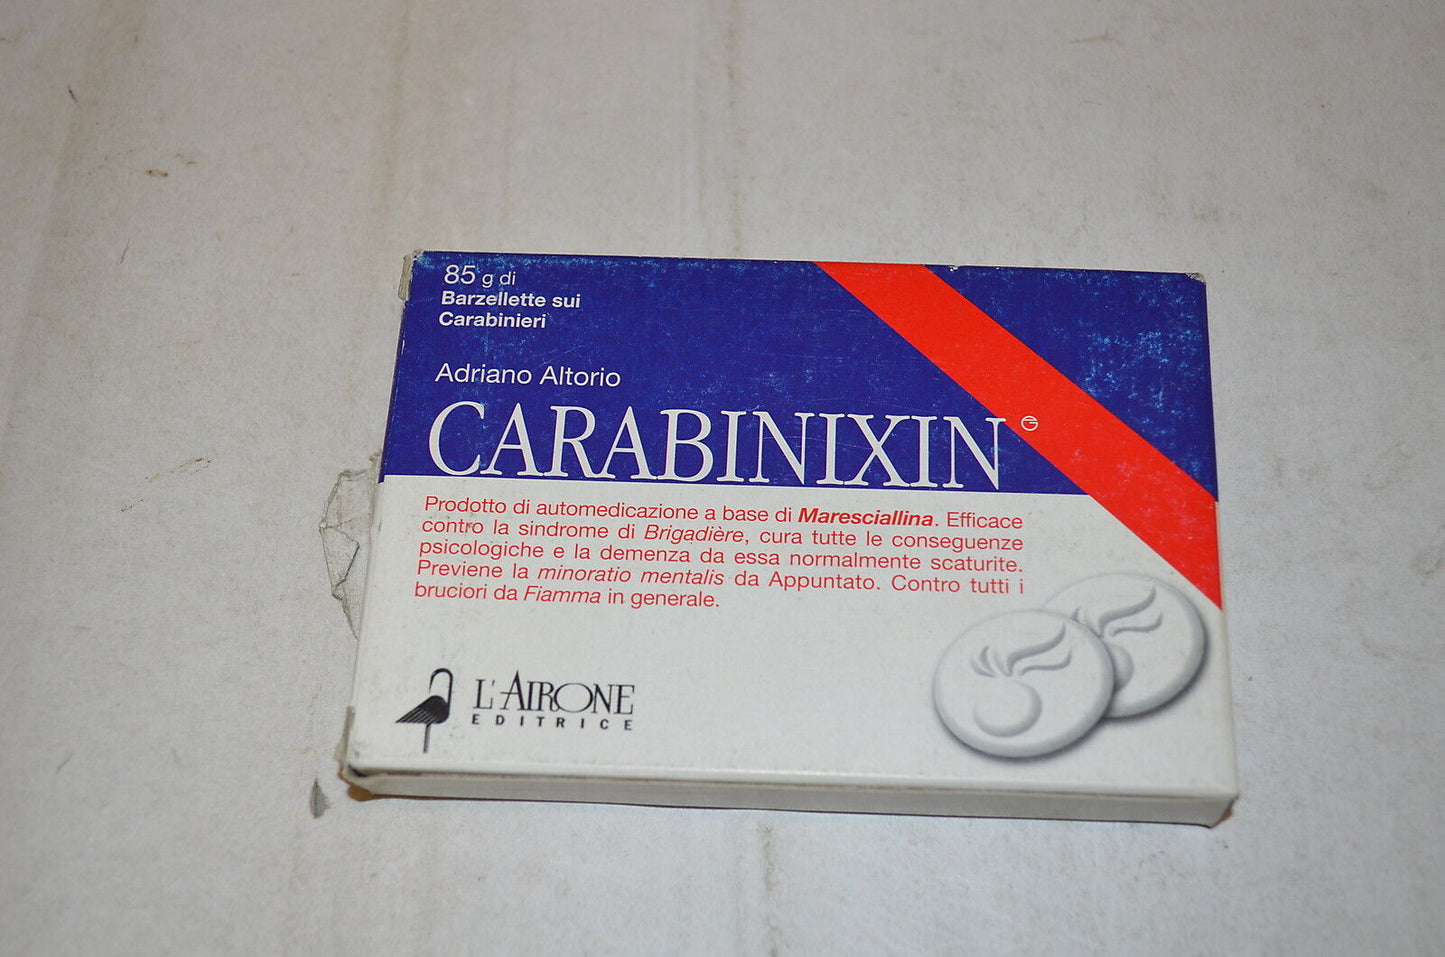 85 g di
Barzellette sui
Carabinieri
Adriano Altorio
CARABINIXIN
Prodotto di automedicazione a base di Maresciallina. Efficace
contro la sindrome di Brigadière, cura tutte le conseguenze
psicologiche e la demenza da essa normalmente scaturite.
Previene la minoratio mentalis da Appuntato. Contro tutti i
bruciori da Fiamma in generale.
L'AIRONE
EDITRICE